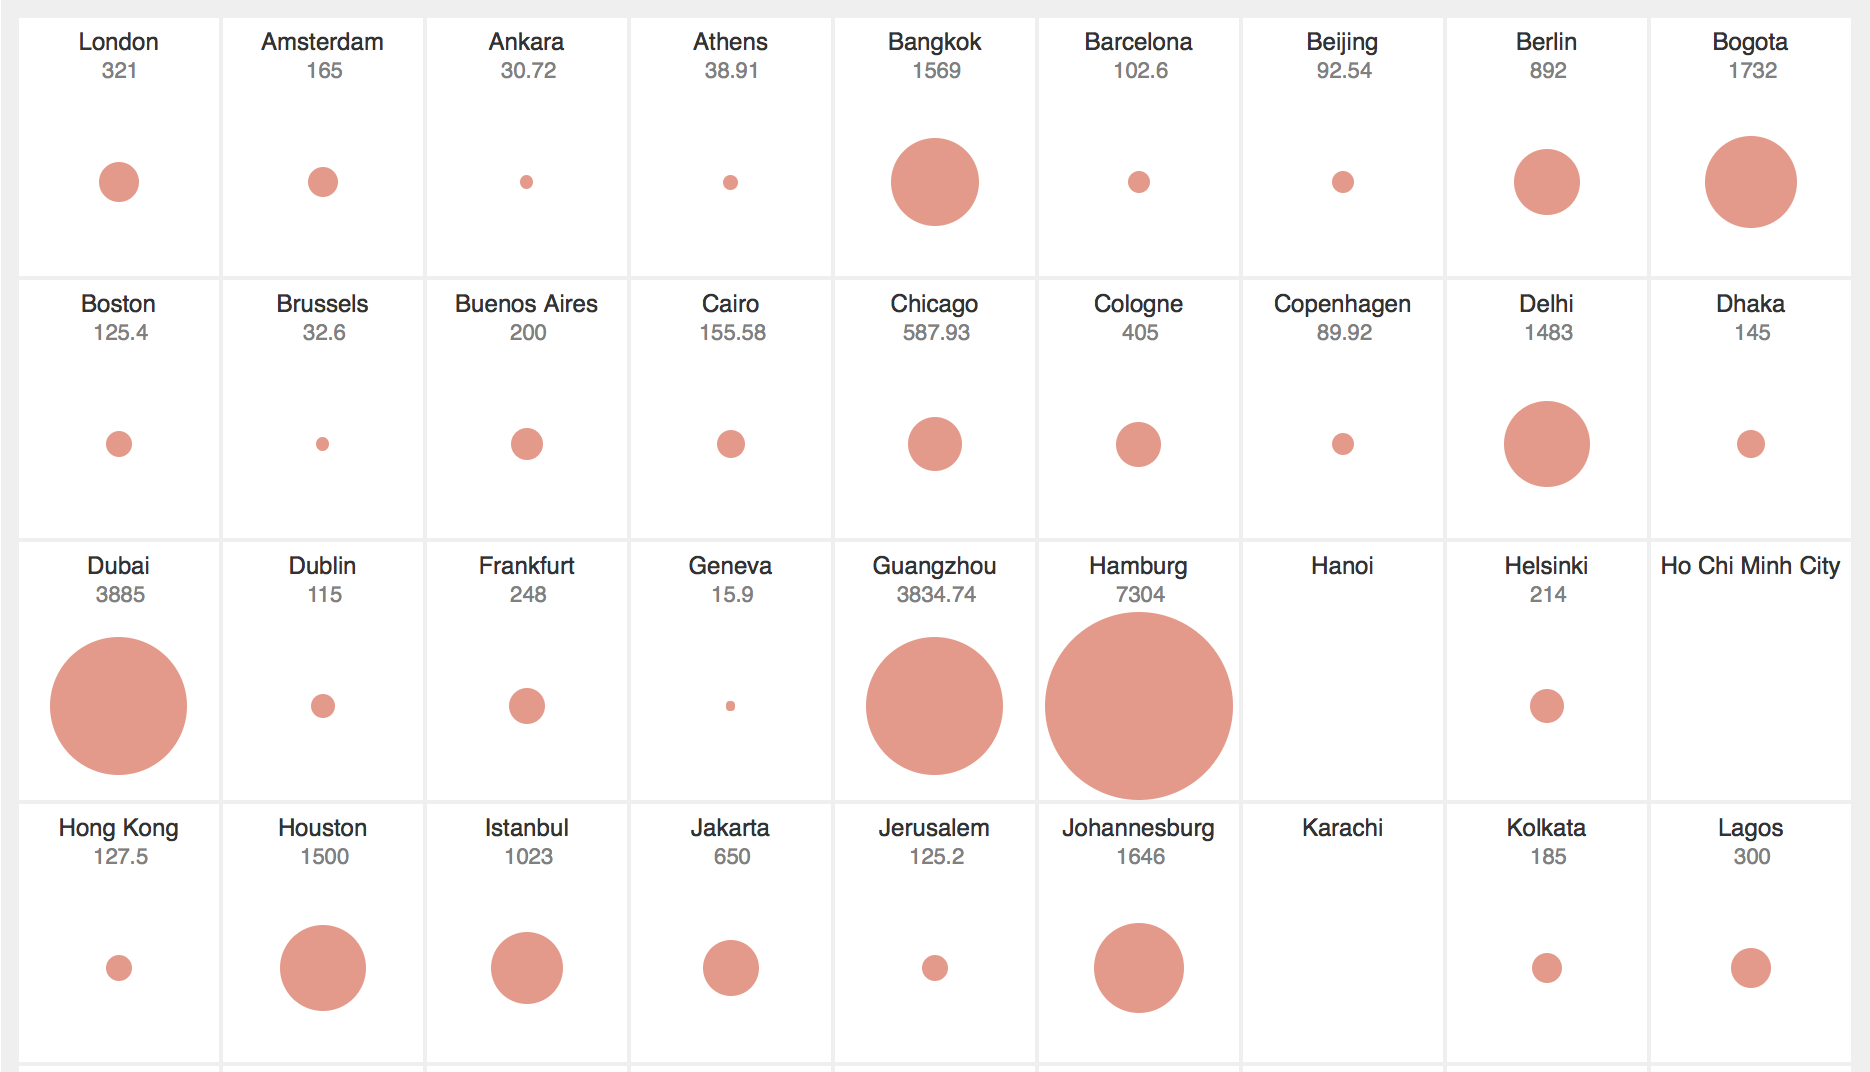 London
321
Amsterdam
165
Ankara
30.72
Athens
38.91
Bangkok
1569
Barcelona
102.6
Beijing
92.54
Berlin
892
Bogota
1732
Boston
125.4
Brussels
32.6
Buenos Aires
200
Cairo
155.58
Chicago
587.93
Cologne
405
Copenhagen
89.92
Delhi
1483
Dhaka
145
Dubai
3885
Dublin
115
Frankfurt
248
Geneva
15.9
Guangzhou
3834.74
Hamburg
7304
Hanoi
Helsinki
214
Ho Chi Minh City
Hong Kong
127.5
Houston
1500
Istanbul
1023
Jakarta
650
Jerusalem
125.2
Johannesburg
1646
Karachi
Kolkata
185
Lagos
300